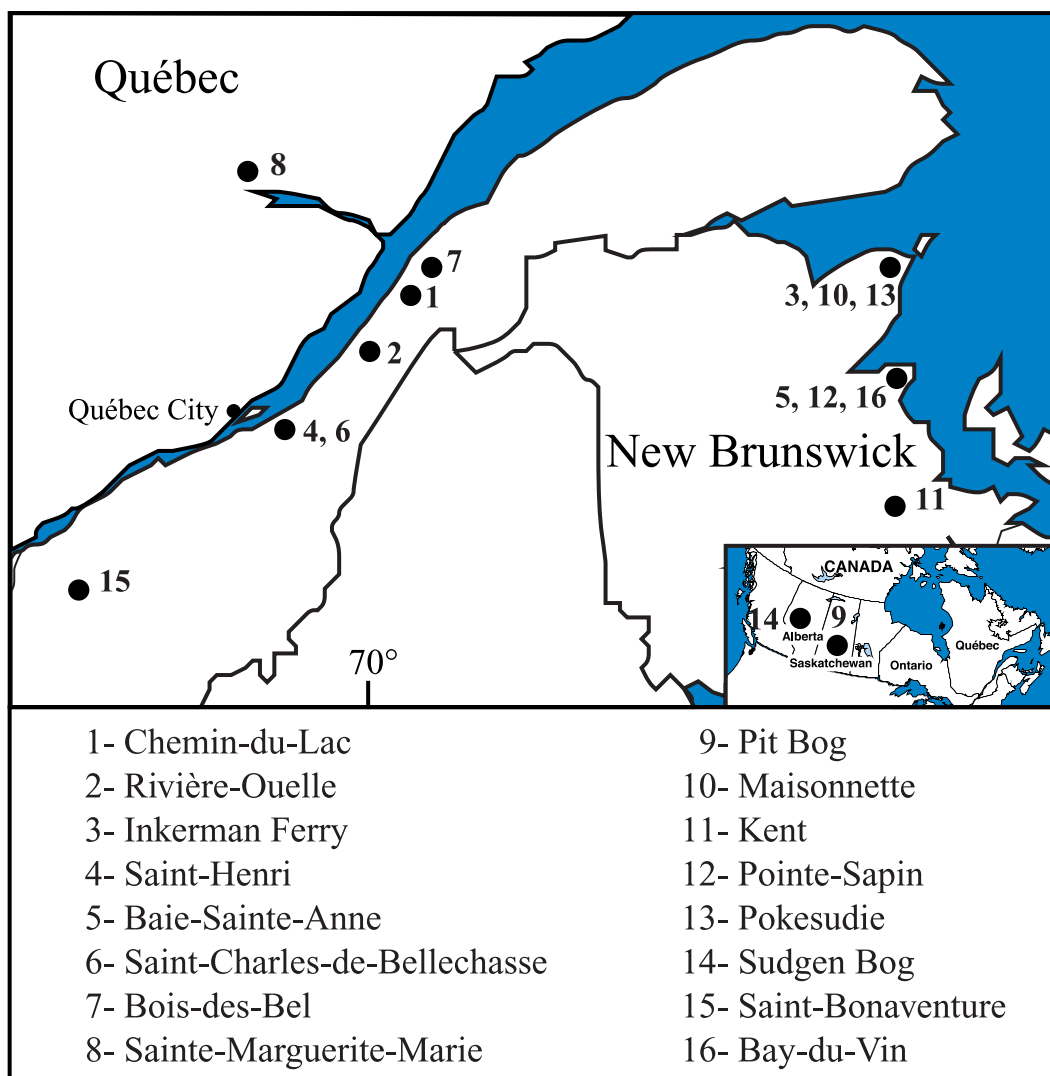 Québec
8
7
1
3, 10, 13
2
5, 12, 16
Québec City
4, 6
New Brunswick
11
15
70°
CANADA
14
9
Alberta
Saskatchewan
Ontario
Québec
1- Chemin-du-Lac
2- Rivière-Ouelle
3- Inkerman Ferry
4- Saint-Henri
5- Baie-Sainte-Anne
6- Saint-Charles-de-Bellechasse
7- Bois-des-Bel
8- Sainte-Marguerite-Marie
9- Pit Bog
10- Maisonnette
11- Kent
12- Pointe-Sapin
13- Pokesudie
14- Sudgen Bog
15- Saint-Bonaventure
16- Bay-du-Vin